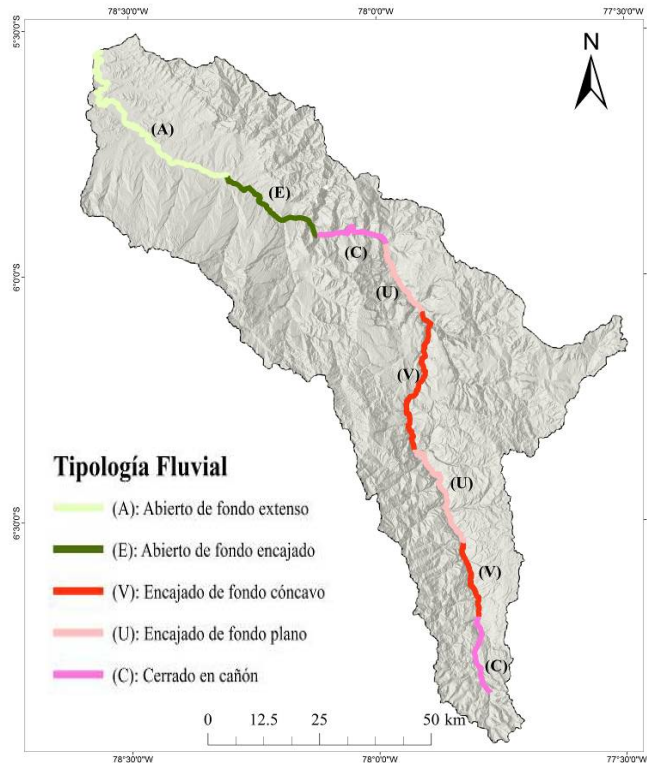 78°30'0"W 78°0'0"W 77°30'0"W
5°30'0"S
N
(A)
(E)
(C)
6°0'0"S
(U)
(V)
Tipología Fluvial
(A): Abierto de fondo extenso
(U)
6°30'0"S
(E): Abierto de fondo encajado
(V)
(V): Encajado de fondo cóncavo
(U): Encajado de fondo plano
(C): Cerrado en cañón
(C)
0 12.5 25 50 km
78°30'0"W 78°0'0"W 77°30'0"W